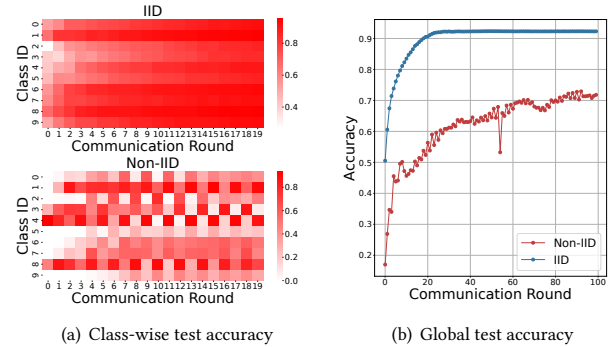 IID
Class ID
0 1 2 3 4 5 6 7 8 9
0 1 2 3 4 5 6 7 8 9 10 11 12 13 14 15 16 17 18 19
Communication Round
0.8
0.6
0.4
Non-IID
Class ID
0 1 2 3 4 5 6 7 8 9
0 1 2 3 4 5 6 7 8 9 10 11 12 13 14 15 16 17 18 19
Communication Round
0.8
0.6
0.4
0.2
0.0
(a) Class-wise test accuracy
Accuracy
0.9
0.8
0.7
0.6
0.5
0.4
0.3
0.2
Non-IID
IID
0 20 40 60 80 100
Communication Round
(b) Global test accuracy